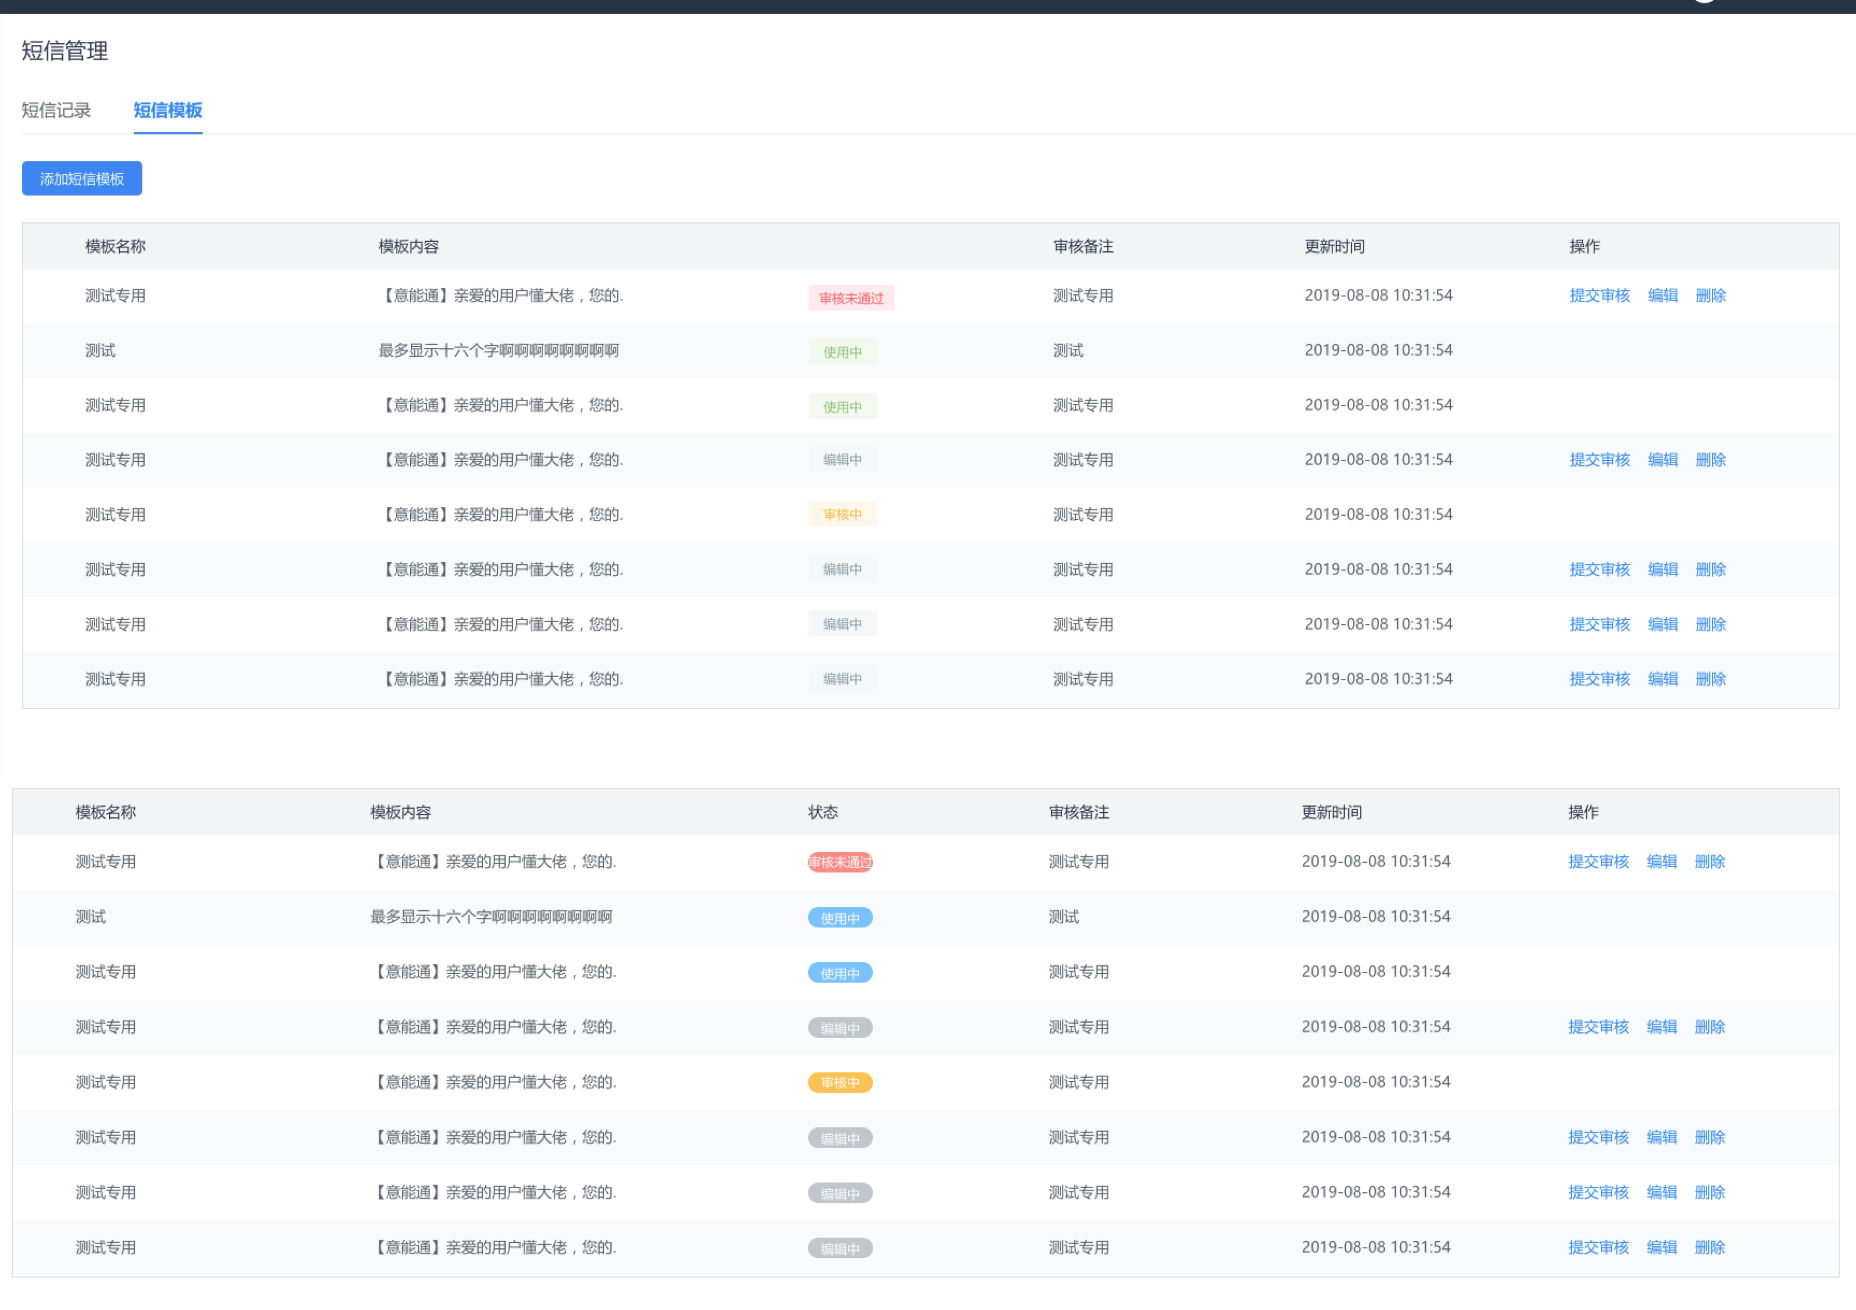 短信管理
短信记录 短信模板
添加短信模板
模板名称 模板内容 审核备注 更新时间 操作
测试专用 【意能通】亲爱的用户懂大佬，您的. 审核未通过 测试专用 2019-08-08 10:31:54 提交审核 编辑 删除
测试 最多显示十六个字啊啊啊啊啊啊啊啊 使用中 测试 2019-08-08 10:31:54
测试专用 【意能通】亲爱的用户懂大佬，您的. 使用中 测试专用 2019-08-08 10:31:54
测试专用 【意能通】亲爱的用户懂大佬，您的. 编辑中 测试专用 2019-08-08 10:31:54 提交审核 编辑 删除
测试专用 【意能通】亲爱的用户懂大佬，您的. 审核中 测试专用 2019-08-08 10:31:54
测试专用 【意能通】亲爱的用户懂大佬，您的. 编辑中 测试专用 2019-08-08 10:31:54 提交审核 编辑 删除
测试专用 【意能通】亲爱的用户懂大佬，您的. 编辑中 测试专用 2019-08-08 10:31:54 提交审核 编辑 删除
测试专用 【意能通】亲爱的用户懂大佬，您的. 编辑中 测试专用 2019-08-08 10:31:54 提交审核 编辑 删除
模板名称 模板内容 状态 审核备注 更新时间 操作
测试专用 【意能通】亲爱的用户懂大佬，您的. 审核未通过 测试专用 2019-08-08 10:31:54 提交审核 编辑 删除
测试 最多显示十六个字啊啊啊啊啊啊啊啊 使用中 测试 2019-08-08 10:31:54
测试专用 【意能通】亲爱的用户懂大佬，您的. 使用中 测试专用 2019-08-08 10:31:54
测试专用 【意能通】亲爱的用户懂大佬，您的. 编辑中 测试专用 2019-08-08 10:31:54 提交审核 编辑 删除
测试专用 【意能通】亲爱的用户懂大佬，您的. 审核中 测试专用 2019-08-08 10:31:54
测试专用 【意能通】亲爱的用户懂大佬，您的. 编辑中 测试专用 2019-08-08 10:31:54 提交审核 编辑 删除
测试专用 【意能通】亲爱的用户懂大佬，您的. 编辑中 测试专用 2019-08-08 10:31:54 提交审核 编辑 删除
测试专用 【意能通】亲爱的用户懂大佬，您的. 编辑中 测试专用 2019-08-08 10:31:54 提交审核 编辑 删除